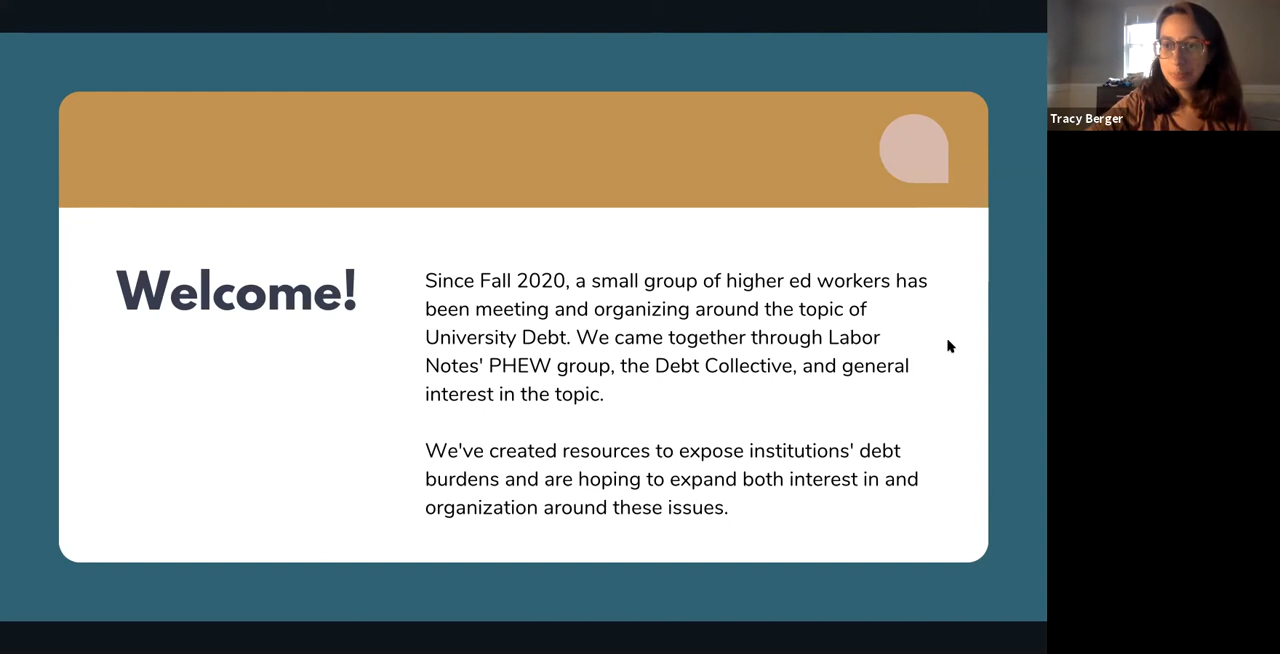 Welcome!
Since Fall 2020, a small group of higher ed workers has
been meeting and organizing around the topic of
University Debt. We came together through Labor
Notes' PHEW group, the Debt Collective, and general
interest in the topic.
We've created resources to expose institutions' debt
burdens and are hoping to expand both interest in and
organization around these issues.
Tracy Berger